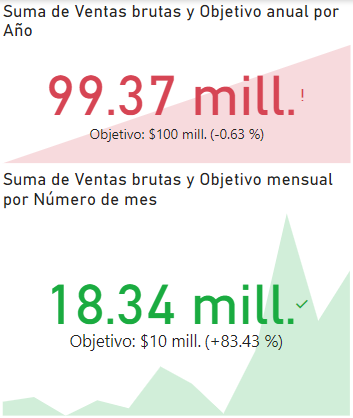 Suma de Ventas brutas y Objetivo anual por
Año
99.37 mill.!
Objetivo: $100 mill. (-0.63 %)
Suma de Ventas brutas y Objetivo mensual
por Número de mes
18.34 mill.✓
Objetivo: $10 mill. (+83.43 %)